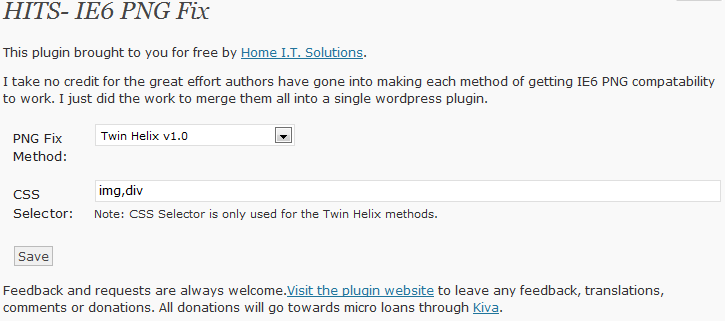 HITS- IE6 PNG Fix
This plugin brought to you for free by Home I.T. Solutions.
I take no credit for the great effort authors have gone into making each method of getting IE6 PNG compatability
to work. I just did the work to merge them all into a single wordpress plugin.
PNG Fix
Method:
Twin Helix v1.0
CSS
Selector:
img,div
Note: CSS Selector is only used for the Twin Helix methods.
Save
Feedback and requests are always welcome.Visit the plugin website to leave any feedback, translations,
comments or donations. All donations will go towards micro loans through Kiva.